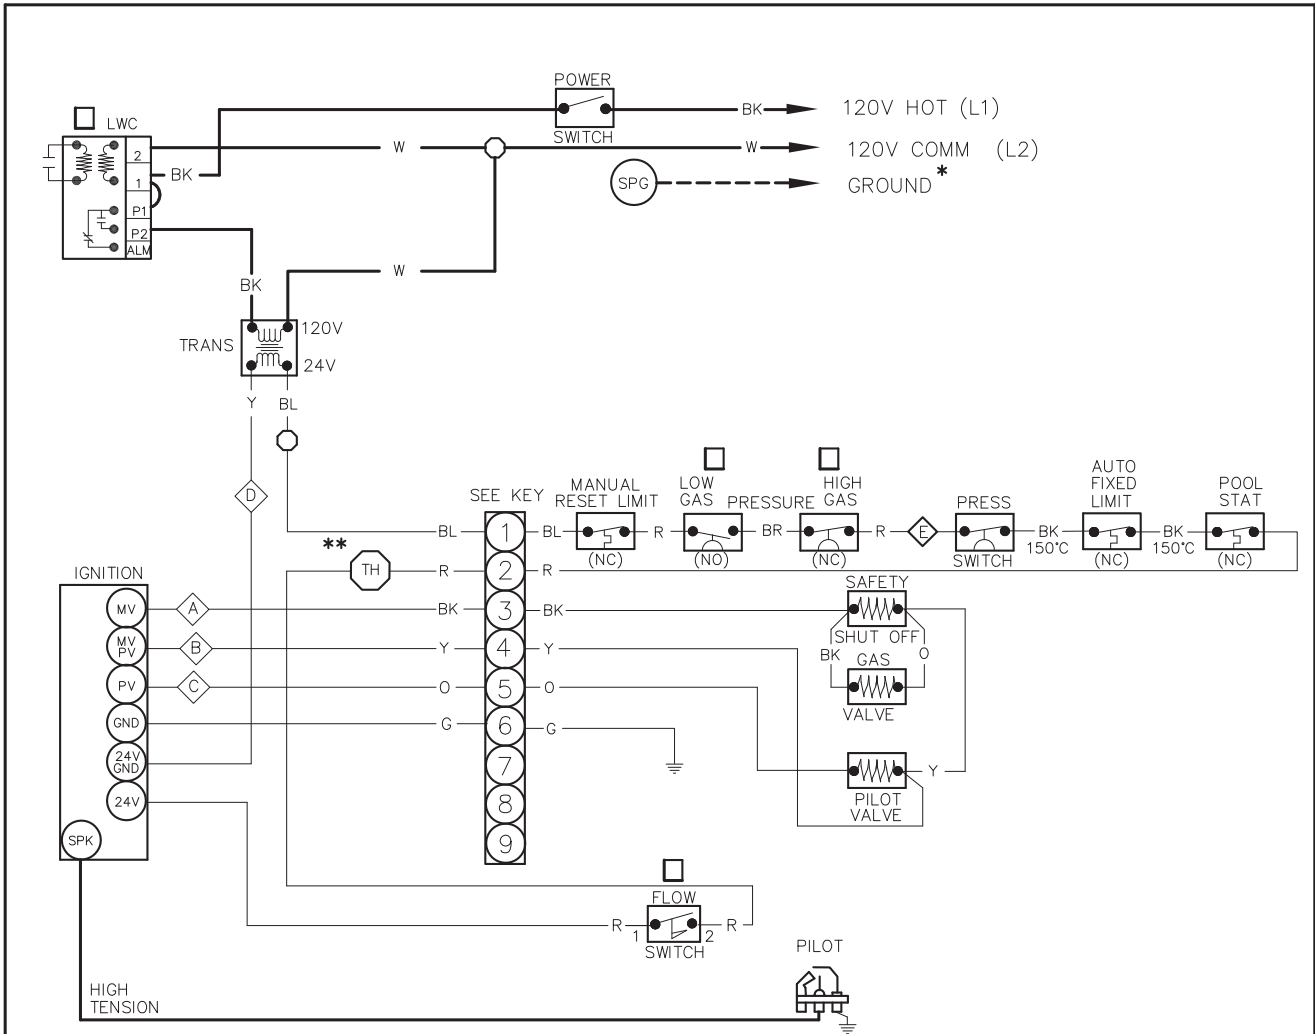 POWER
SWITCH
BK
120V HOT (L1)
LWC
2
1
P1
P2
ALM
W
W
120V COMM (L2)
BK
SPG
GROUND*
W
BK
TRANS
120V
24V
Y
BL
D
SEE KEY
MANUAL
RESET LIMIT
LOW
GAS
PRESSURE
HIGH
GAS
PRESS
SWITCH
AUTO
FIXED
LIMIT
POOL
STAT
BL
1
BL
R
BR
R
E
BK
150°C
BK
150°C
(NC)
(NO)
(NC)
(NC)
(NC)
**
TH
R
2
R
IGNITION
MV
A
BK
3
BK
SAFETY
SHUT OFF
MV
PV
B
Y
4
Y
BK
O
GAS
VALVE
PV
C
O
5
O
GND
G
6
G
24V
GND
7
Y
PILOT
VALVE
24V
8
SPK
9
FLOW
R
1
2
R
SWITCH
PILOT
HIGH
TENSION